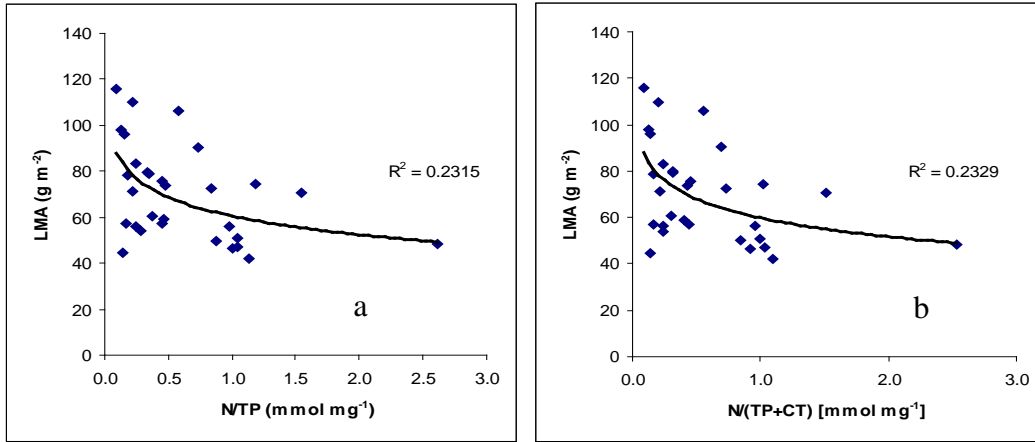 140
120
100
80
60
40
20
0
LMA (g m⁻²)
R² = 0.2315
a
0.0 0.5 1.0 1.5 2.0 2.5 3.0
N/TP (mmol mg⁻¹)
140
120
100
80
60
40
20
0
LMA (g m⁻²)
R² = 0.2329
b
0.0 1.0 2.0 3.0
N/(TP+CT) [mmol mg⁻¹]